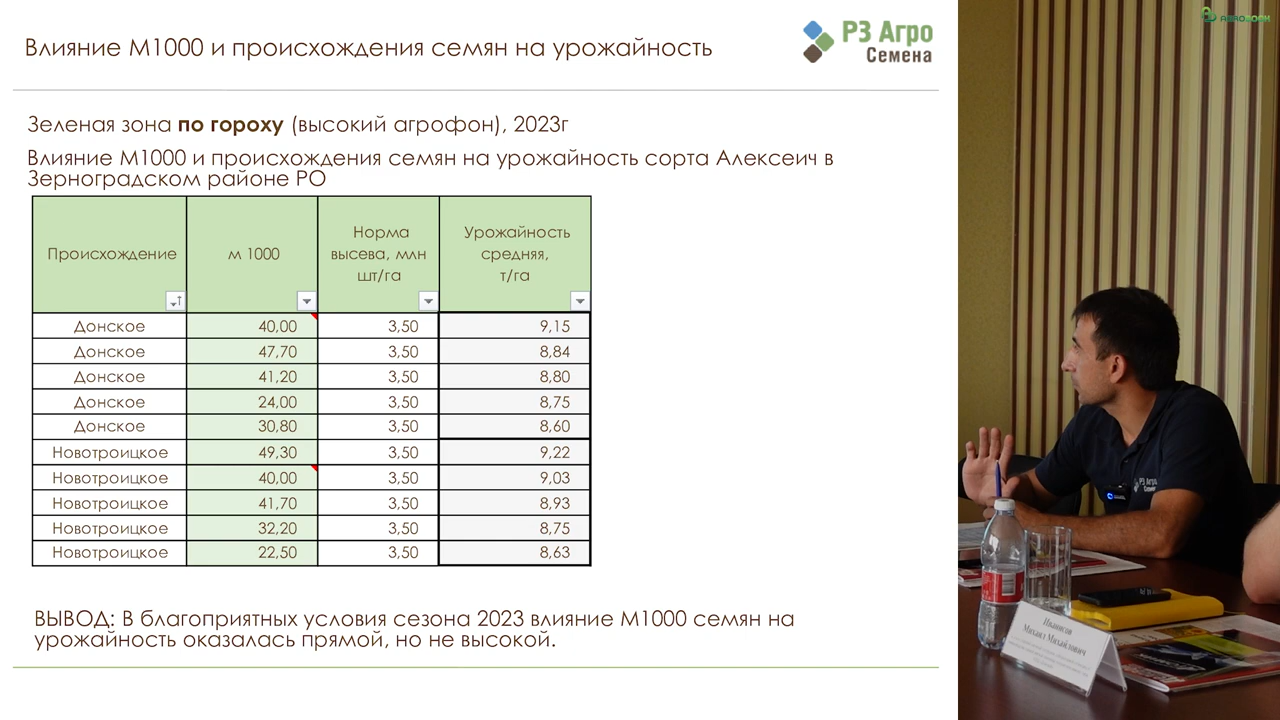 Влияние М1000 и происхождения семян на урожайность
РЗ Агро
Семена
Зеленая зона по гороху (высокий агрофон), 2023г
Влияние М1000 и происхождения семян на урожайность сорта Алексеич в
Зерноградском районе РО
Происхождение
м 1000
Норма
высева, млн
шт/га
Урожайность
средняя,
т/га
Донское 40,00 3,50 9,15
Донское 47,70 3,50 8,84
Донское 41,20 3,50 8,80
Донское 24,00 3,50 8,75
Донское 30,80 3,50 8,60
Новотроицкое 49,30 3,50 9,22
Новотроицкое 40,00 3,50 9,03
Новотроицкое 41,70 3,50 8,93
Новотроицкое 32,20 3,50 8,75
Новотроицкое 22,50 3,50 8,63
ВЫВОД: В благоприятных условия сезона 2023 влияние М1000 семян на
урожайность оказалась прямой, но не высокой.
РЗ Агро
Михаил Михайлович